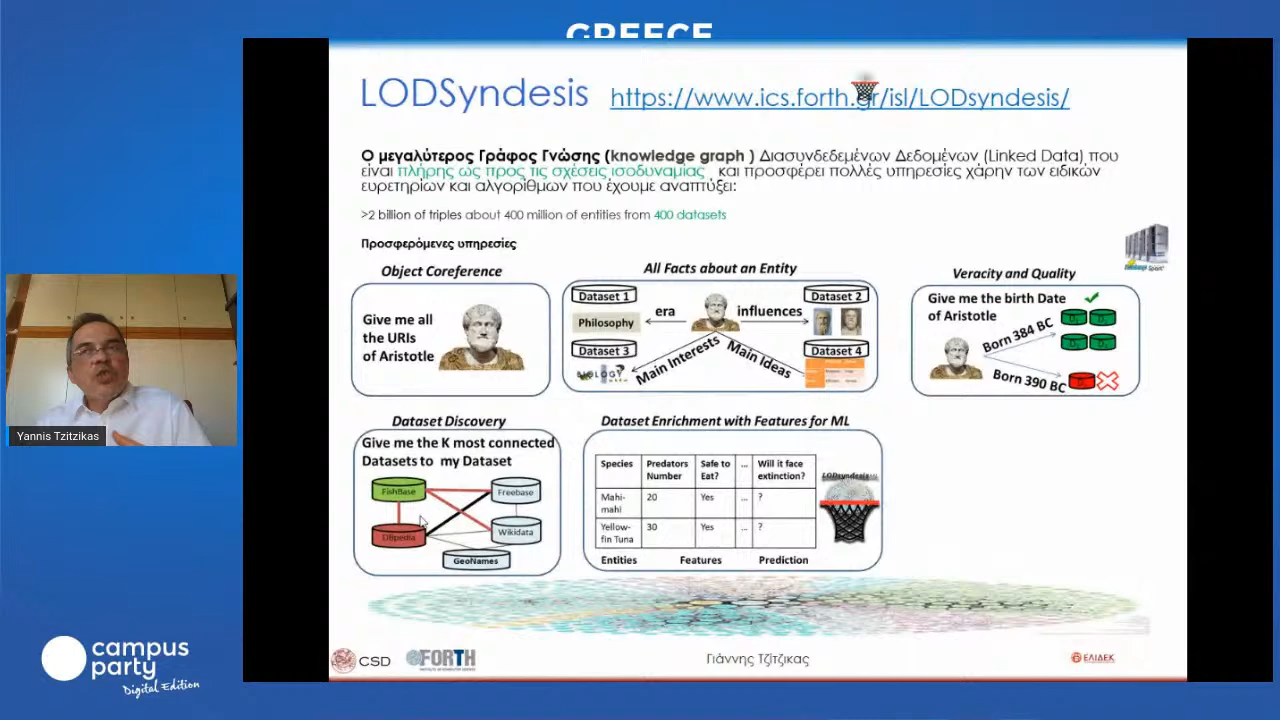 GREECE
LODSyndesis https://www.ics.forth.gr/isl/LODsyndesis/
Ο μεγαλύτερος Γράφος Γνώσης (knowledge graph ) Διασυνδεδεμένων Δεδομένων (Linked Data) που
είναι πλήρης ως προς τις σχέσεις ισοδυναμίας και προσφέρει πολλές υπηρεσίες χάρην των ειδικών
ευρετηρίων και αλγορίθμων που έχουμε αναπτύξει:
>2 billion of triples about 400 million of entities from 400 datasets
Προσφερόμενες υπηρεσίες
Object Coreference
Give me all
the URIs
of Aristotle
All Facts about an Entity
Dataset 1
Dataset 2
era
influences
Philosophy
Dataset 3
Dataset 4
Main Interests
Main ideas
BIOLOGY
Veracity and Quality
Give me the birth Date
of Aristotle
Born 384 BC
Born 390 BC
Dataset Discovery
Give me the K most connected
Datasets to my Dataset
FishBase
Freebase
DBpedia
Wikidata
GeoNames
Dataset Enrichment with Features for ML
Species Predators Number Safe to Eat? ... Will it face extinction?
Mahi-mahi 20 Yes ... ?
Yellow-fin Tuna 30 Yes ... ?
LODsyndesis
Entities Features Prediction
Yannis Tzitzikas
campus
party
Digital Edition
CSD
FORTH
Γιάννης Τζίτζικας
ΕΛΙΔΕΚ